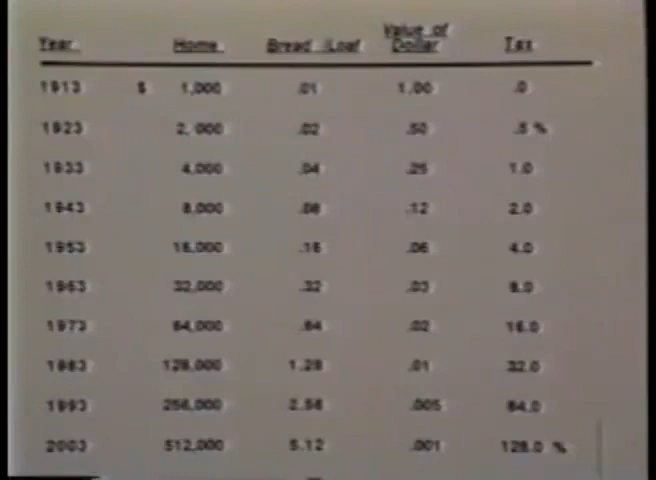 Year Home Bread /Loaf Value of Dollar Tax
1913 $ 1,000 .01 1.00 .0
1923 2,000 .02 .50 .5 %
1933 4,000 .04 .25 1.0
1943 8,000 .08 .12 2.0
1953 16,000 .16 .06 4.0
1963 32,000 .32 .03 8.0
1973 64,000 .64 .02 16.0
1983 128,000 1.28 .01 32.0
1993 256,000 2.56 .005 64.0
2003 512,000 5.12 .001 128.0 %